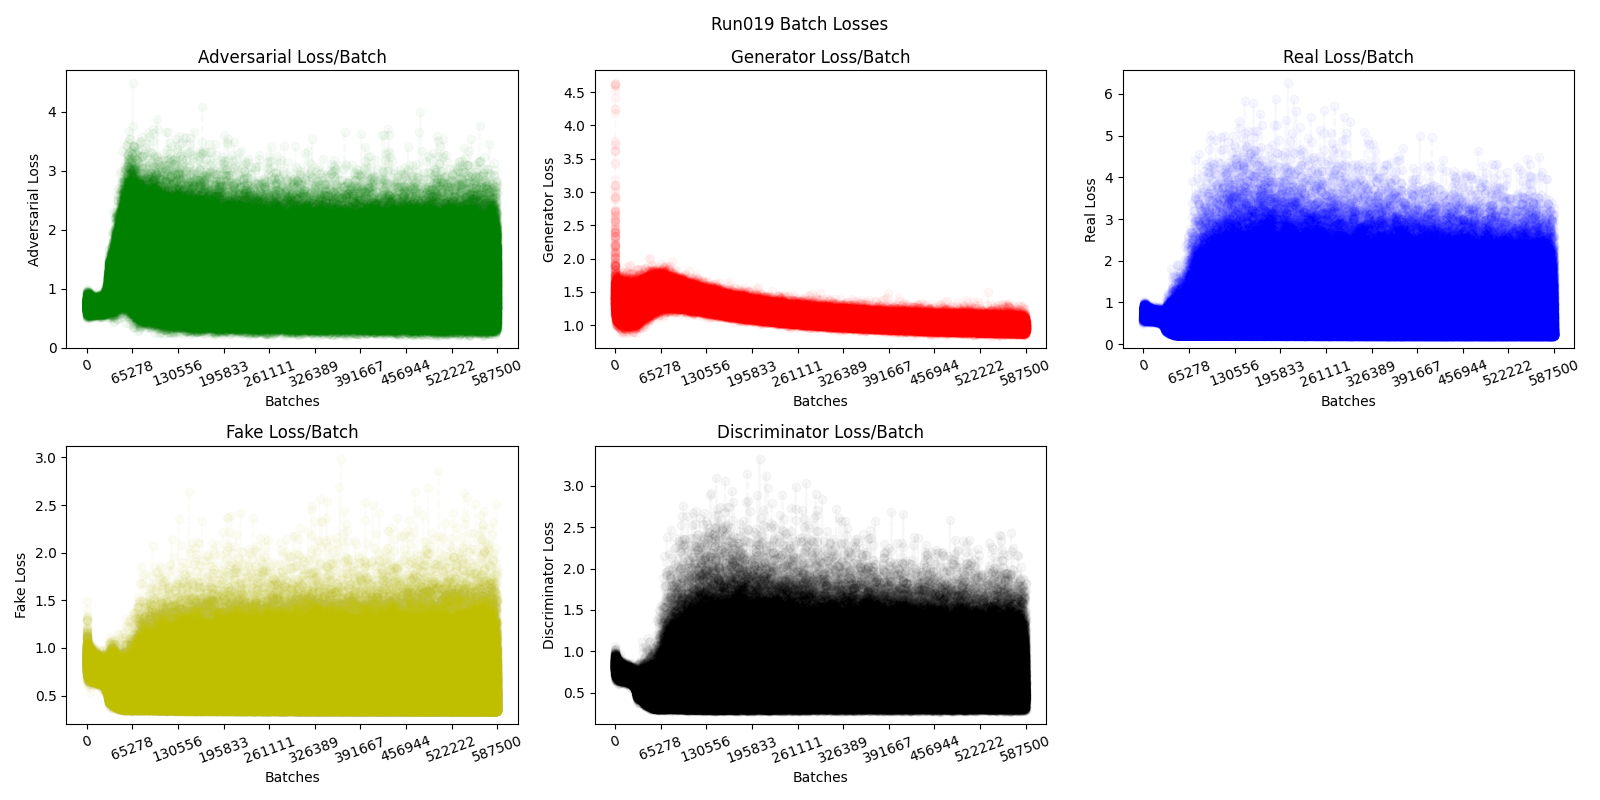 Run019 Batch Losses
Adversarial Loss/Batch
Adversarial Loss
4
3
2
1
0
0 65278 130556 195833 261111 326389 391667 456944 522222 587500
Batches
Generator Loss/Batch
Generator Loss
4.5
4.0
3.5
3.0
2.5
2.0
1.5
1.0
0 65278 130556 195833 261111 326389 391667 456944 522222 587500
Batches
Real Loss/Batch
Real Loss
6
5
4
3
2
1
0
0 65278 130556 195833 261111 326389 391667 456944 522222 587500
Batches
Fake Loss/Batch
Fake Loss
3.0
2.5
2.0
1.5
1.0
0.5
0 65278 130556 195833 261111 326389 391667 456944 522222 587500
Batches
Discriminator Loss/Batch
Discriminator Loss
3.0
2.5
2.0
1.5
1.0
0.5
0 65278 130556 195833 261111 326389 391667 456944 522222 587500
Batches